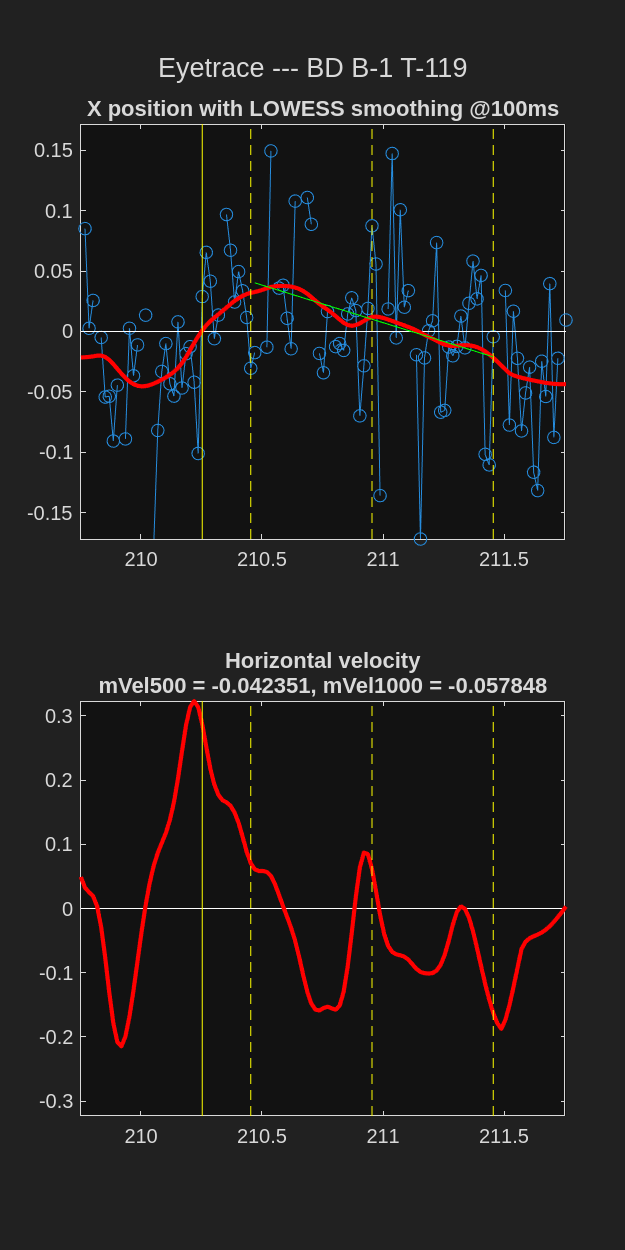 Eyetrace --- BD B-1 T-119
X position with LOWESS smoothing @100ms
0.15
0.1
0.05
0
-0.05
-0.1
-0.15
210 210.5 211 211.5
Horizontal velocity
mVel500 = -0.042351, mVel1000 = -0.057848
0.3
0.2
0.1
0
-0.1
-0.2
-0.3
210 210.5 211 211.5